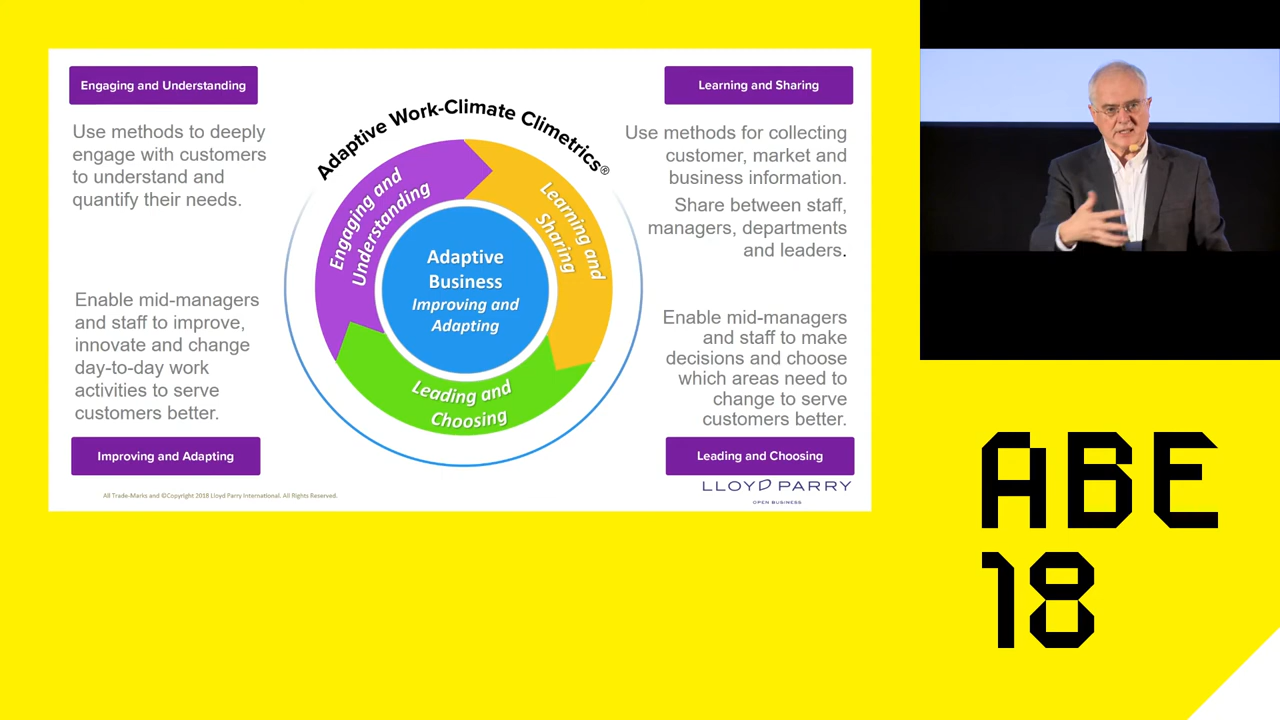 Engaging and Understanding
Use methods to deeply
engage with customers
to understand and
quantify their needs.
Adaptive Work-Climate Climetrics®
Learning and Sharing
Use methods for collecting
customer, market and
business information.
Share between staff,
managers, departments
and leaders.
Engaging and
Understanding
Learning and
Sharing
Adaptive
Business
Improving and
Adapting
Leading and
Choosing
Enable mid-managers
and staff to improve,
innovate and change
day-to-day work
activities to serve
customers better.
Improving and Adapting
Enable mid-managers
and staff to make
decisions and choose
which areas need to
change to serve
customers better.
Leading and Choosing
All Trade-Marks and ©Copyright 2018 Lloyd Parry International. All Rights Reserved.
LLOYD PARRY
OPEN BUSINESS
ABE
18